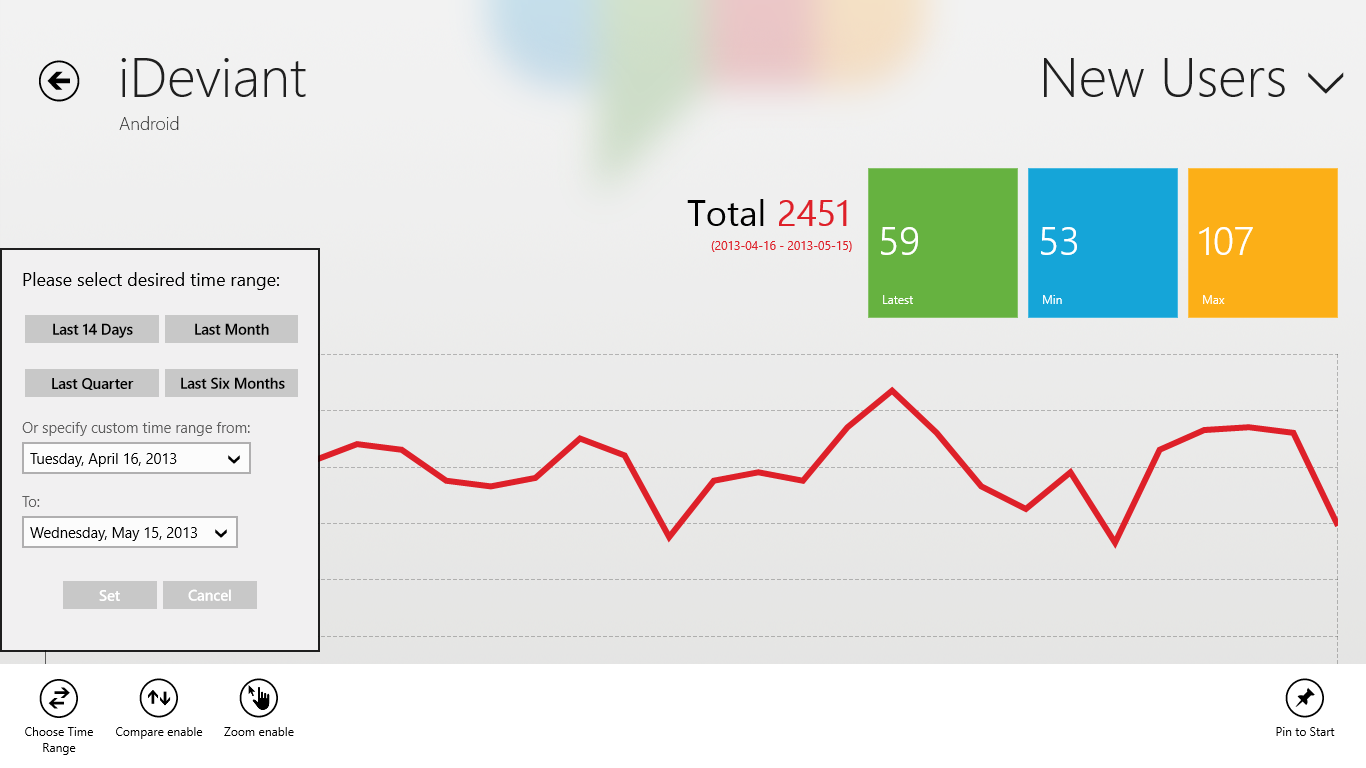 iDeviant
Android
New Users
Total 2451
(2013-04-16 - 2013-05-15)
59
Latest
53
Min
107
Max
Please select desired time range:
Last 14 Days
Last Month
Last Quarter
Last Six Months
Or specify custom time range from:
Tuesday, April 16, 2013
To:
Wednesday, May 15, 2013
Set
Cancel
Choose Time
Range
Compare enable
Zoom enable
Pin to Start